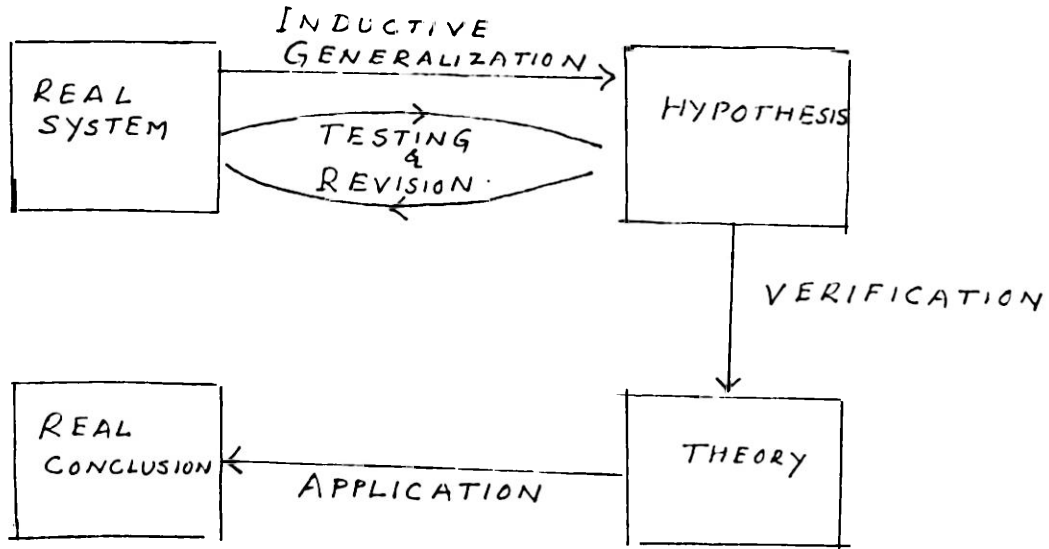 INDUCTIVE
GENERALIZATION
REAL
SYSTEM
HYPOTHESIS
TESTING
&
REVISION
VERIFICATION
REAL
CONCLUSION
THEORY
APPLICATION